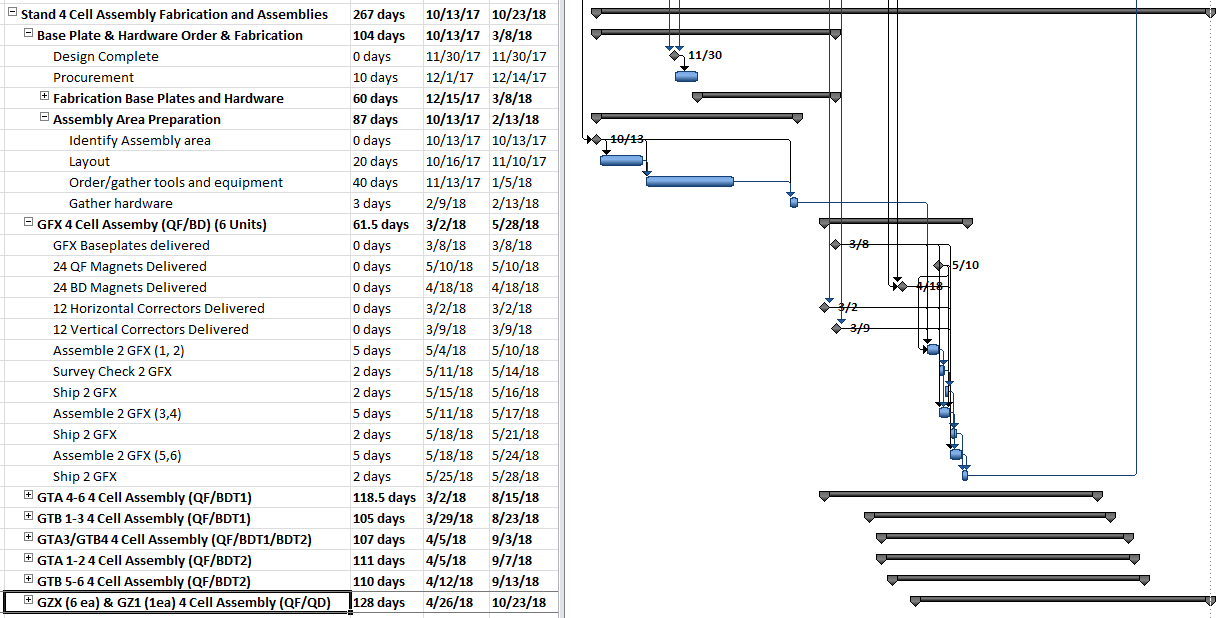 Stand 4 Cell Assembly Fabrication and Assemblies 267 days 10/13/17 10/23/18
Base Plate & Hardware Order & Fabrication 104 days 10/13/17 3/8/18
Design Complete 0 days 11/30/17 11/30/17 11/30
Procurement 10 days 12/1/17 12/14/17
Fabrication Base Plates and Hardware 60 days 12/15/17 3/8/18
Assembly Area Preparation 87 days 10/13/17 2/13/18
Identify Assembly area 0 days 10/13/17 10/13/17 10/13
Layout 20 days 10/16/17 11/10/17
Order/gather tools and equipment 40 days 11/13/17 1/5/18
Gather hardware 3 days 2/9/18 2/13/18
GFX 4 Cell Assemby (QF/BD) (6 Units) 61.5 days 3/2/18 5/28/18
GFX Baseplates delivered 0 days 3/8/18 3/8/18 3/8
24 QF Magnets Delivered 0 days 5/10/18 5/10/18 5/10
24 BD Magnets Delivered 0 days 4/18/18 4/18/18 4/18
12 Horizontal Correctors Delivered 0 days 3/2/18 3/2/18 3/2
12 Vertical Correctors Delivered 0 days 3/9/18 3/9/18 3/9
Assemble 2 GFX (1, 2) 5 days 5/4/18 5/10/18
Survey Check 2 GFX 2 days 5/11/18 5/14/18
Ship 2 GFX 2 days 5/15/18 5/16/18
Assemble 2 GFX (3,4) 5 days 5/11/18 5/17/18
Ship 2 GFX 2 days 5/18/18 5/21/18
Assemble 2 GFX (5,6) 5 days 5/18/18 5/24/18
Ship 2 GFX 2 days 5/25/18 5/28/18
GTA 4-6 4 Cell Assembly (QF/BDT1) 118.5 days 3/2/18 8/15/18
GTB 1-3 4 Cell Assembly (QF/BDT1) 105 days 3/29/18 8/23/18
GTA3/GTB4 4 Cell Assembly (QF/BDT1/BDT2) 107 days 4/5/18 9/3/18
GTA 1-2 4 Cell Assembly (QF/BDT2) 111 days 4/5/18 9/7/18
GTB 5-6 4 Cell Assembly (QF/BDT2) 110 days 4/12/18 9/13/18
GZX (6 ea) & GZ1 (1ea) 4 Cell Assembly (QF/QD) 128 days 4/26/18 10/23/18